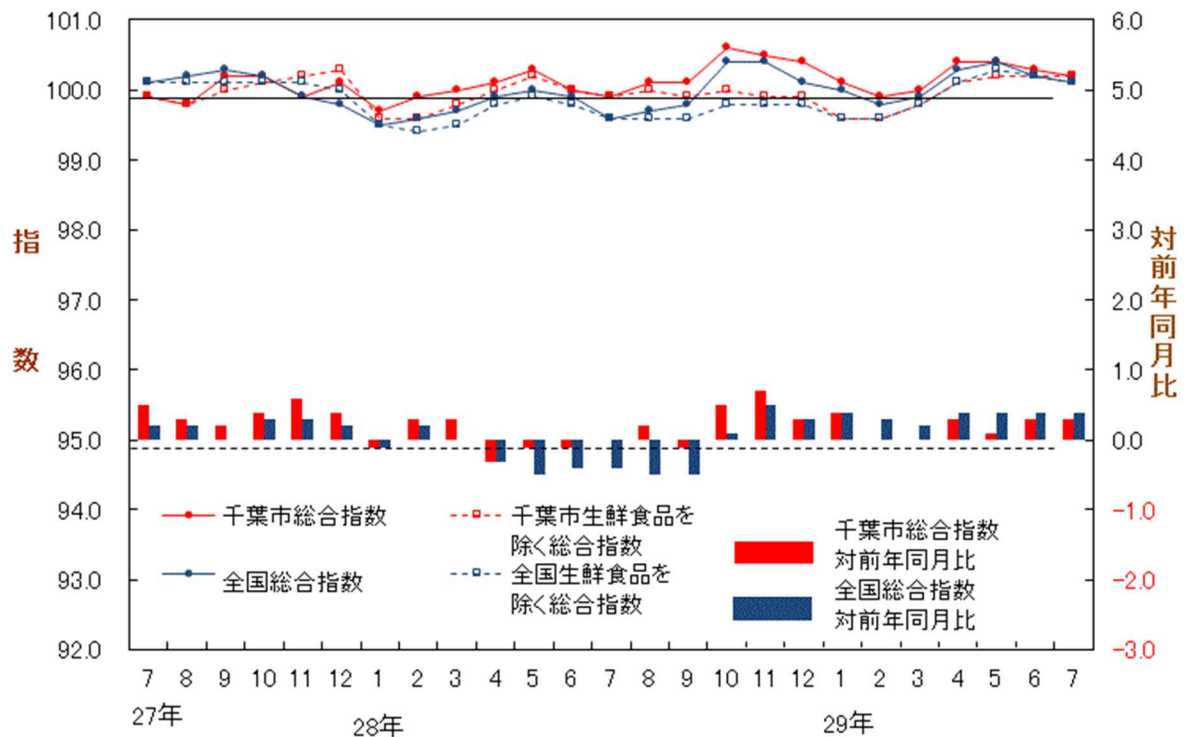 101.0
100.0
99.0
98.0
97.0
96.0
95.0
94.0
93.0
92.0
指
数
6.0
5.0
4.0
3.0
2.0
1.0
0.0
-1.0
-2.0
-3.0
対前年同月比
千葉市総合指数
千葉市生鮮食品を
除く総合指数
全国総合指数
全国生鮮食品を
除く総合指数
千葉市総合指数
対前年同月比
全国総合指数
対前年同月比
7 8 9 10 11 12 1 2 3 4 5 6 7 8 9 10 11 12 1 2 3 4 5 6 7
27年 28年 29年